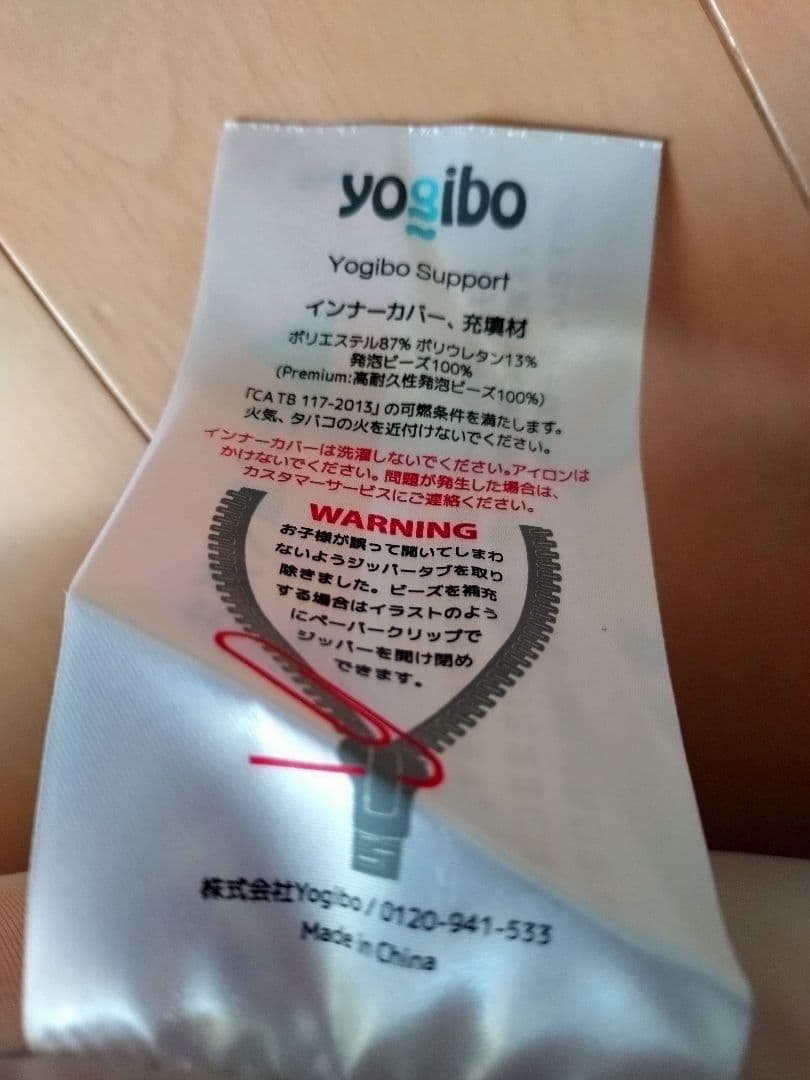 yogibo
Yogibo Support
インナーカバー、充填材
ポリエステル87% ポリウレタン13%
発泡ビーズ100%
(Premium:高耐久性発泡ビーズ100%)
「CA TB 117-2013」の可燃条件を満たします。
火気、タバコの火を近付けないでください。
インナーカバーは洗濯しないでください。アイロンは
かけないでください。問題が発生した場合は、
カスタマーサービスにご連絡ください。
WARNING
お子様が誤って開いてしまわ
ないようジッパータブを取り
除きました。ビーズを補充
する場合はイラストのよう
にペーパークリップで
ジッパーを開け閉め
できます。
株式会社Yogibo / 0120-941-533
Made in China